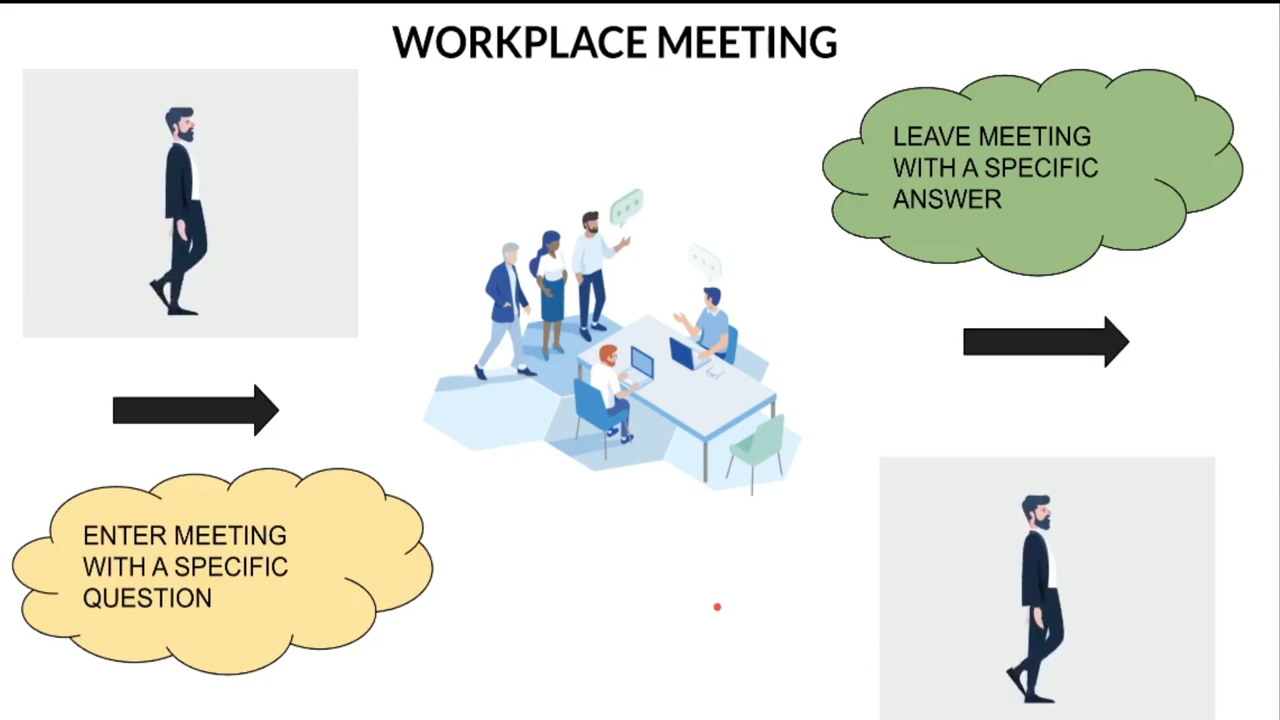 WORKPLACE MEETING
LEAVE MEETING
WITH A SPECIFIC
ANSWER
ENTER MEETING
WITH A SPECIFIC
QUESTION